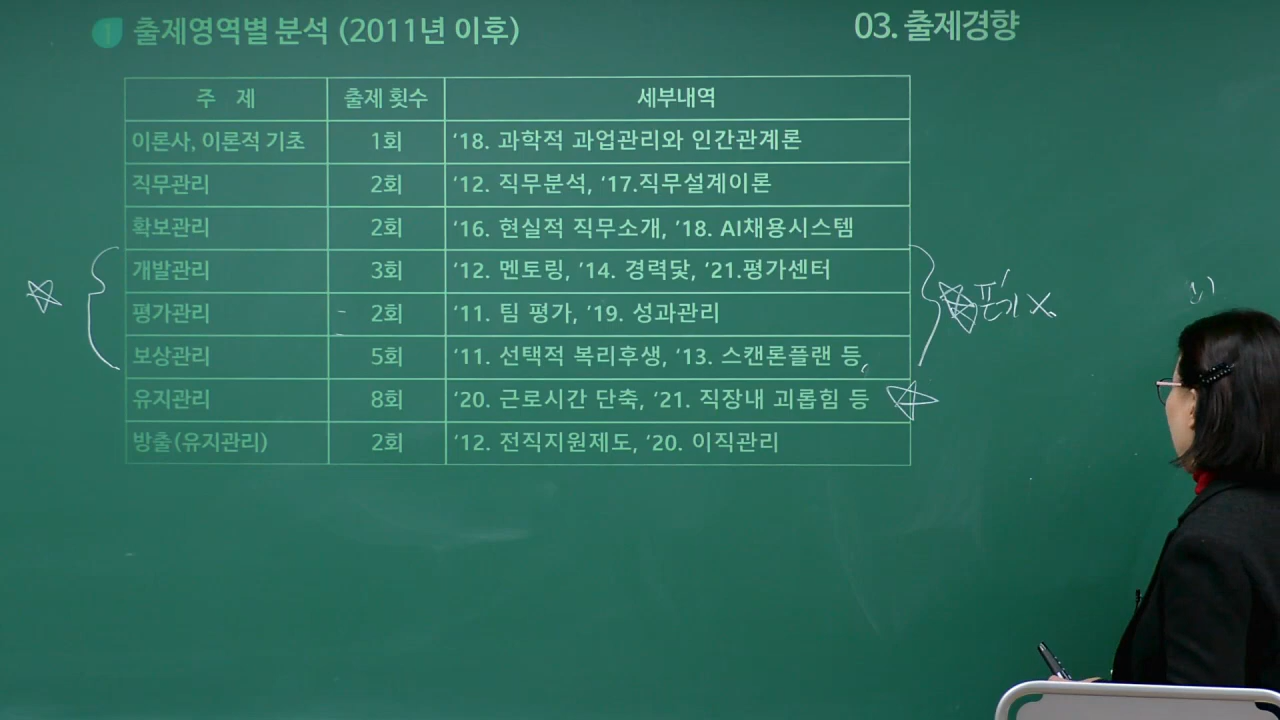 1 출제영역별 분석 (2011년 이후)
03. 출제경향
주 제 출제 횟수 세부내역
이론사, 이론적 기초 1회 ‘18. 과학적 과업관리와 인간관계론
직무관리 2회 ‘12. 직무분석, ‘17.직무설계이론
확보관리 2회 ‘16. 현실적 직무소개, ‘18. AI채용시스템
개발관리 3회 ‘12. 멘토링, ‘14. 경력닻, ‘21.평가센터
평가관리 2회 ‘11. 팀 평가, ‘19. 성과관리
보상관리 5회 ‘11. 선택적 복리후생, ‘13. 스캔론플랜 등,
유지관리 8회 ‘20. 근로시간 단축, ‘21. 직장내 괴롭힘 등
방출(유지관리) 2회 ‘12. 전직지원제도, ‘20. 이직관리